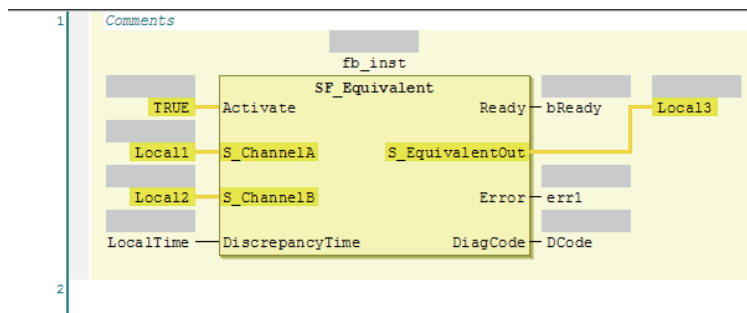 1 Comments
fb_inst
SF_Equivalent
TRUE Activate Ready bReady Local3
Local1 S_ChannelA S_EquivalentOut
Local2 S_ChannelB Error err1
LocalTime DiscrepancyTime DiagCode DCode
2